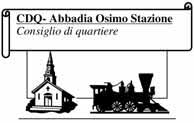 CDQ- Abbadia Osimo Stazione
Consiglio di quartiere